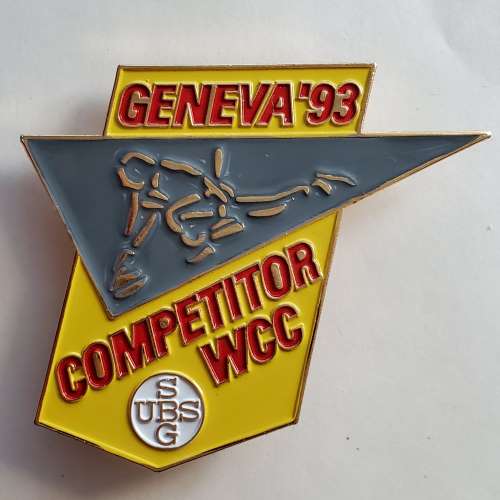 GENEVA'93
COMPETITOR
WCC
S
UBS
G